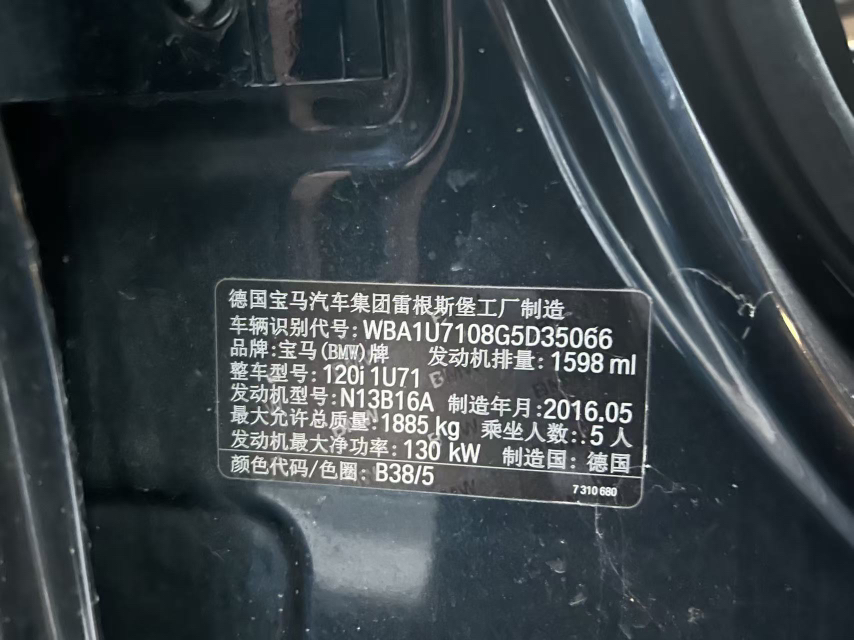 德国宝马汽车集团雷根斯堡工厂制造
车辆识别代号: WBA1U7108G5D35066
品牌: 宝马(BMW)牌 发动机排量: 1598 ml
整车型号: 120i 1U71
发动机型号: N13B16A 制造年月: 2016.05
最大允许总质量: 1885 kg 乘坐人数: 5 人
发动机最大净功率: 130 kW 制造国: 德国
颜色代码/色圈: B38/5
7 310 680